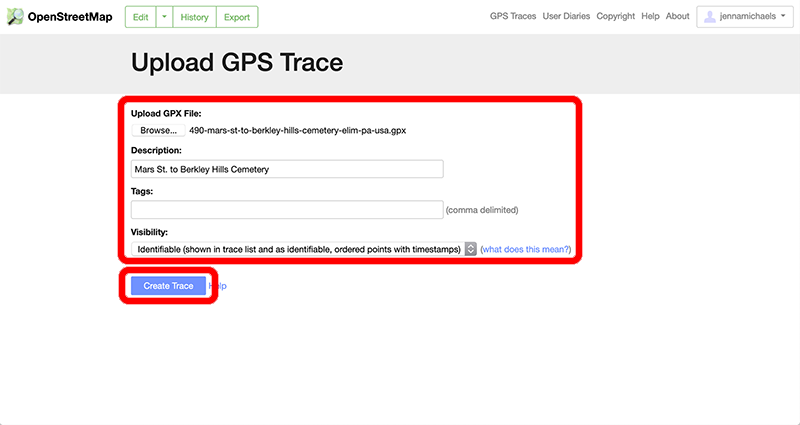 OpenStreetMap Edit History Export GPS Traces User Diaries Copyright Help About jennamichaels
Upload GPS Trace
Upload GPX File:
Browse... 490-mars-st-to-berkley-hills-cemetery-elim-pa-usa.gpx
Description:
Mars St. to Berkley Hills Cemetery
Tags:
(comma delimited)
Visibility:
Identifiable (shown in trace list and as identifiable, ordered points with timestamps) (what does this mean?)
Create Trace Help